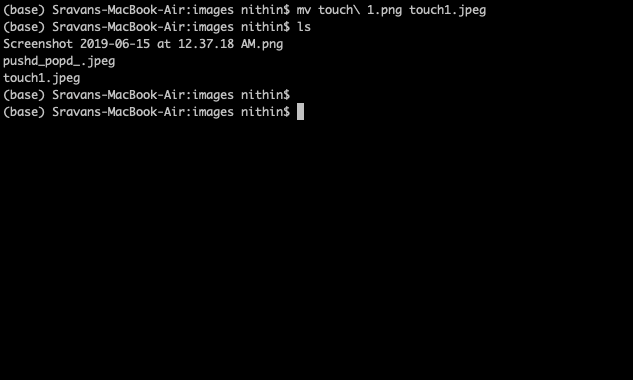 (base) Sravans-MacBook-Air:images nithin$ mv touch\ 1.png touch1.jpeg
(base) Sravans-MacBook-Air:images nithin$ ls
Screenshot 2019-06-15 at 12.37.18 AM.png
pushd_popd_.jpeg
touch1.jpeg
(base) Sravans-MacBook-Air:images nithin$
(base) Sravans-MacBook-Air:images nithin$